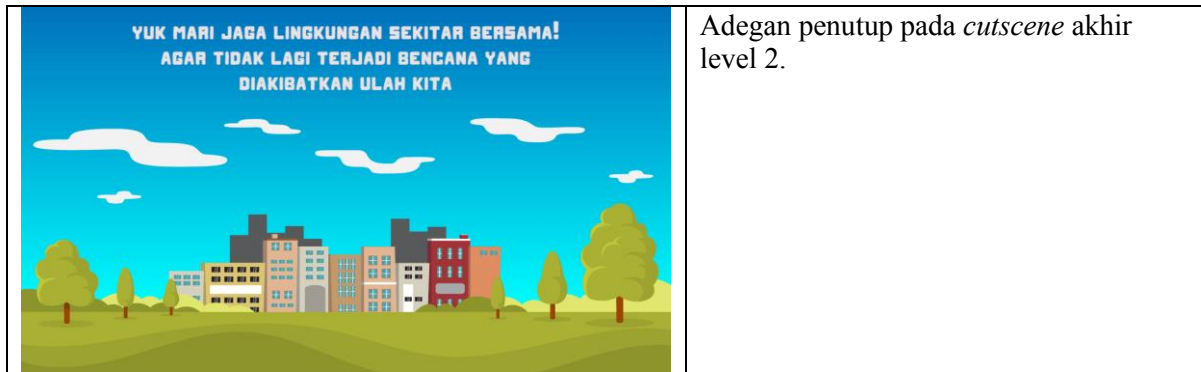 YUK MARI JAGA LINGKUNGAN SEKITAR BERSAMA!
AGAR TIDAK LAGI TERJADI BENCANA YANG
DIAKIBATKAN ULAH KITA
Adegan penutup pada cutscene akhir
level 2.